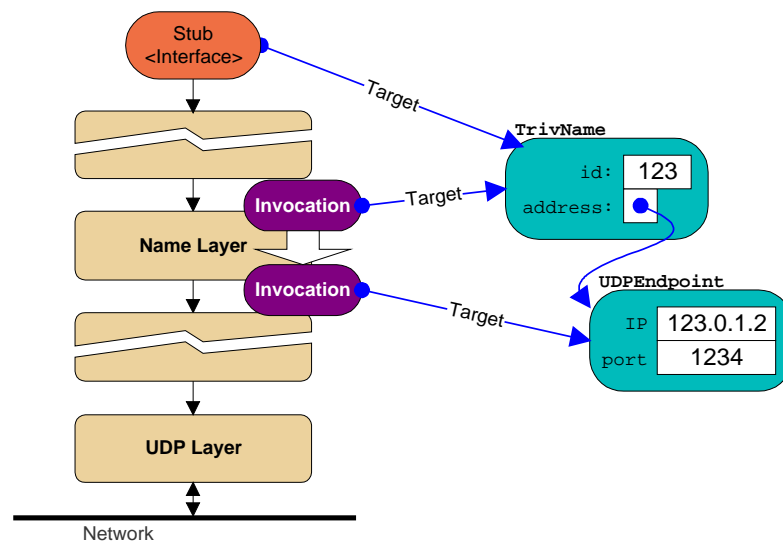 Stub
<Interface>
Target
TrivName
id: 123
address:
Invocation
Target
Name Layer
Invocation
Target
UDPEndpoint
IP 123.0.1.2
port 1234
UDP Layer
Network